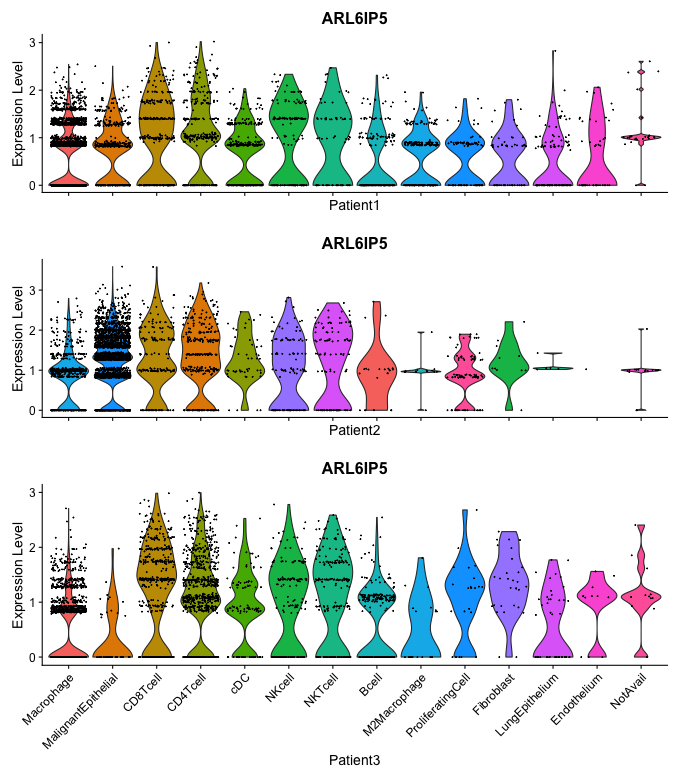 ARL6IP5
Expression Level
3
2
1
0
Patient1
ARL6IP5
Expression Level
3
2
1
0
Patient2
ARL6IP5
Expression Level
3
2
1
0
Macrophage
MalignantEpithelial
CD8Tcell
CD4Tcell
cDC
NKcell
NKTcell
Bcell
M2Macrophage
ProliferatingCell
Fibroblast
LungEpithelium
Endothelium
NotAvail
Patient3